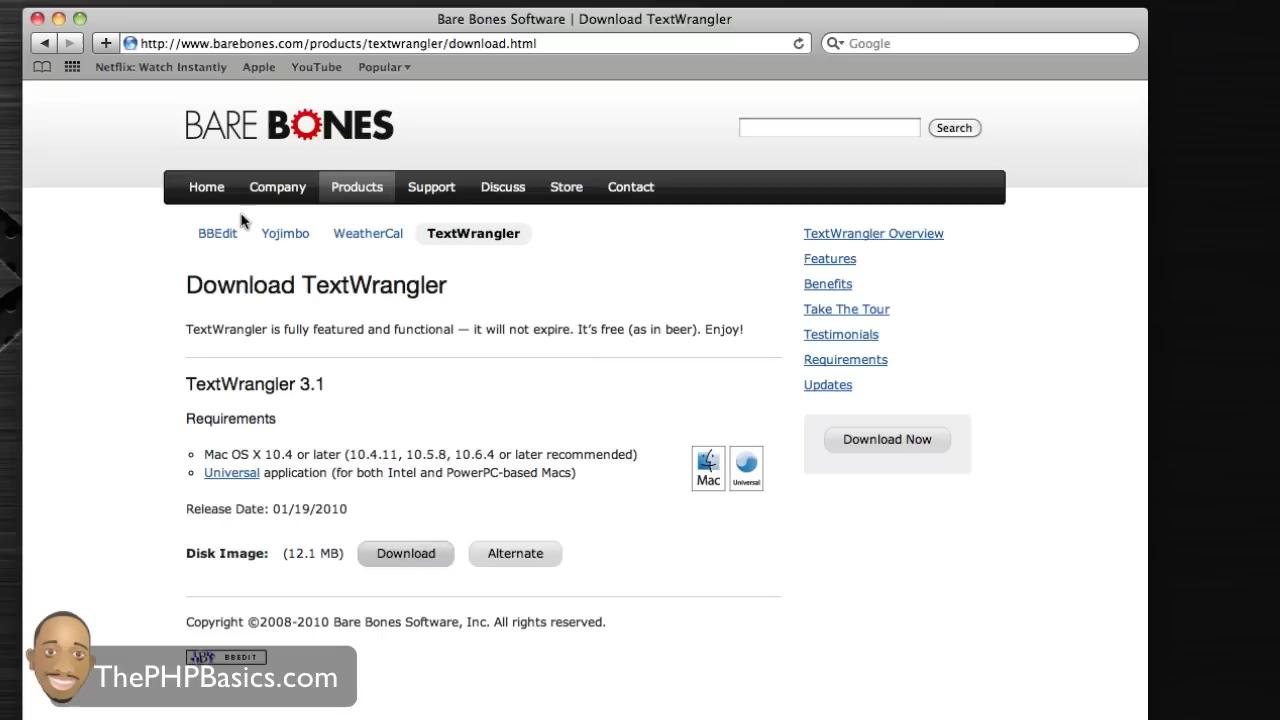 Bare Bones Software | Download TextWrangler
http://www.barebones.com/products/textwrangler/download.html
Google
Netflix: Watch Instantly Apple YouTube Popular
BARE BONES
Search
Home Company Products Support Discuss Store Contact
BBEdit Yojimbo WeatherCal TextWrangler
Download TextWrangler
TextWrangler is fully featured and functional — it will not expire. It's free (as in beer). Enjoy!
TextWrangler 3.1
Requirements
Mac OS X 10.4 or later (10.4.11, 10.5.8, 10.6.4 or later recommended)
Universal application (for both Intel and PowerPC-based Macs)
Mac Universal
Release Date: 01/19/2010
Disk Image: (12.1 MB) Download Alternate
TextWrangler Overview
Features
Benefits
Take The Tour
Testimonials
Requirements
Updates
Download Now
Copyright ©2008-2010 Bare Bones Software, Inc. All rights reserved.
BBEDIT
ThePHPBasics.com